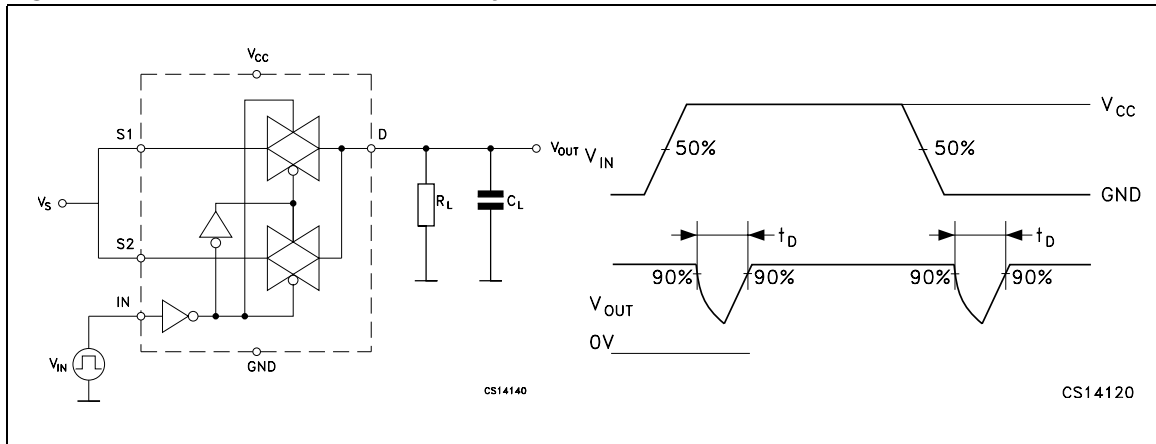 VCC
S1
D
VOUT
VS
RL
CL
S2
IN
VIN
GND
CS14140
VCC
VIN
50%
50%
GND
tD
tD
90%
90%
90%
90%
VOUT
0V
CS14120